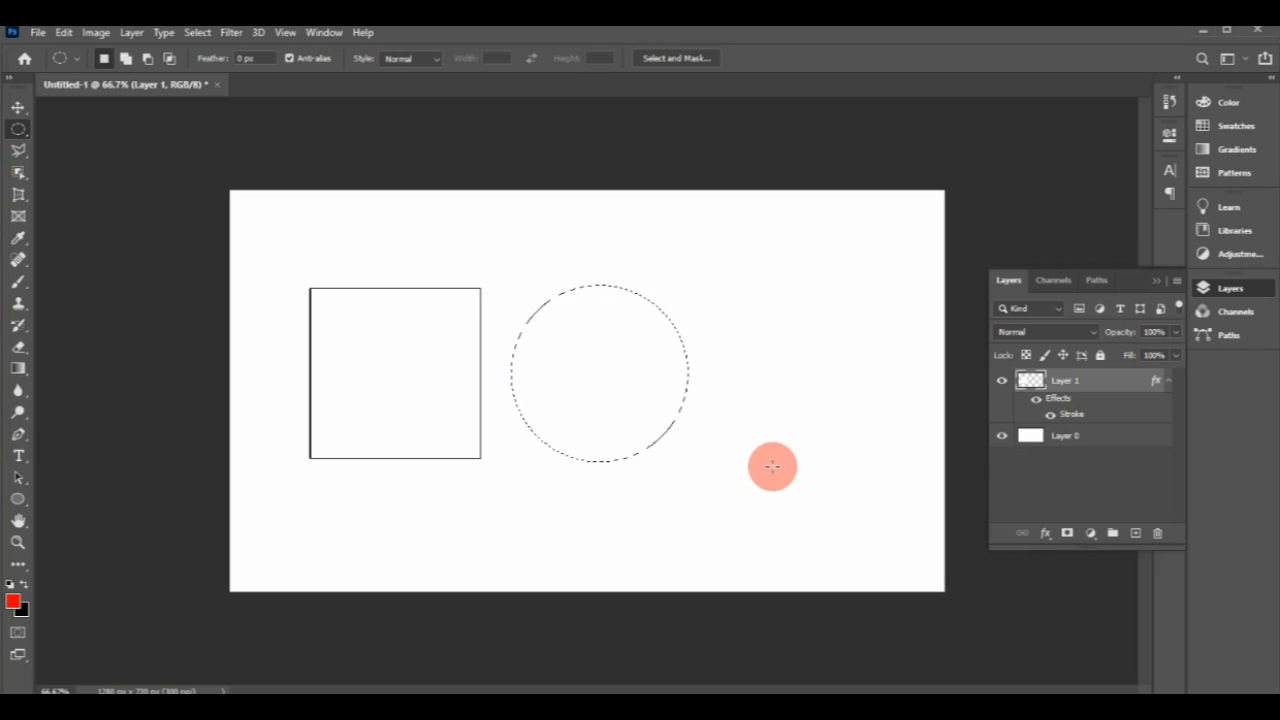 Ps File Edit Image Layer Type Select Filter 3D View Window Help
Feather: 0 px Anti-alias Style: Normal Width: Height: Select and Mask...
Untitled-1 @ 66.7% (Layer 1, RGB/8) * ×
Color
Swatches
Gradients
Patterns
Learn
Libraries
Adjustme...
Layers
Channels
Paths
Layers Channels Paths
Kind
Normal Opacity: 100%
Lock: Fill: 100%
Layer 1 fx
Effects
Stroke
Layer 0
fx
66.67% 1280 px x 720 px (300 ppi)